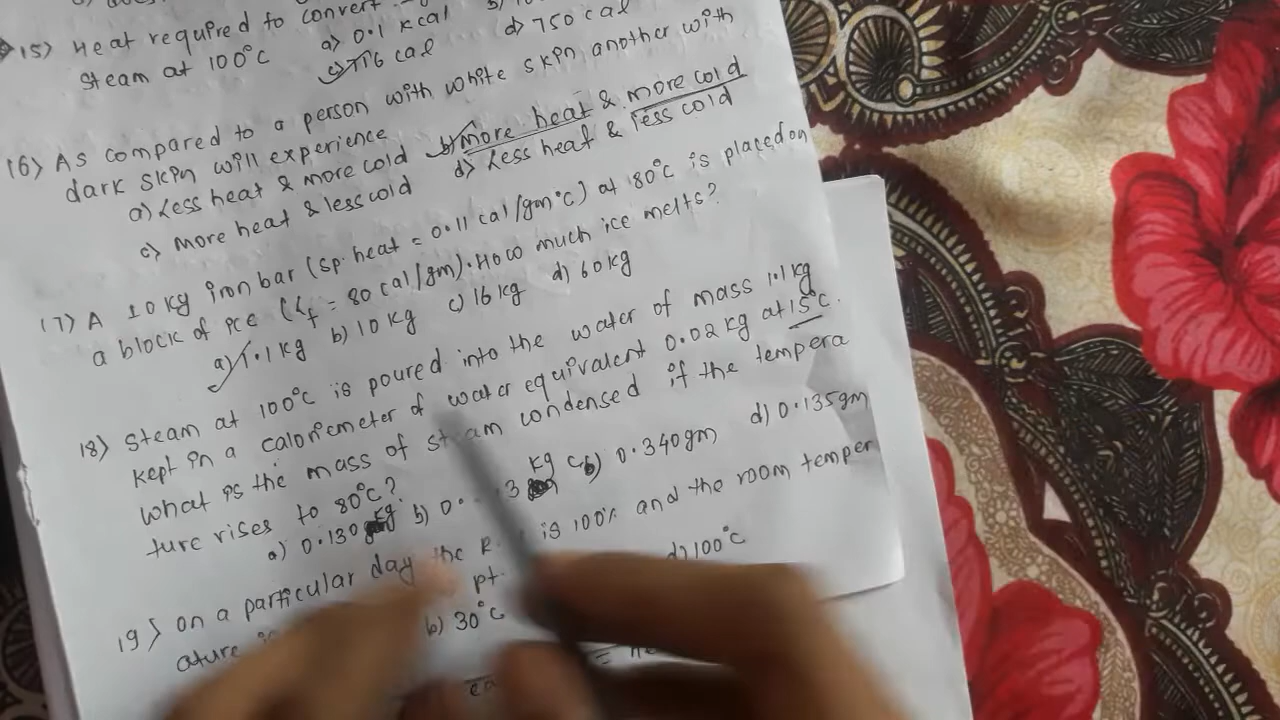 15) Heat required to convert
steam at 100°C a) 0.1 kcal
c) 716 cal d) 750 cal
16) As compared to a person with white skin another with
dark skin will experience
a) Less heat & more cold b) more heat & more cold
c) more heat & less cold d) Less heat & less cold
17) A 10 kg iron bar (sp. heat = 0.11 cal/gm°C) at 80°C is placed on
a block of ice (Lf = 80 cal/gm). How much ice melts?
a) 1.1 kg b) 10 kg c) 16 kg d) 60 kg
18) steam at 100°C is poured into the water of mass 1.1 kg
kept in a calorimeter of water equivalent 0.02 kg at 15°C.
What is the mass of steam condensed if the tempera
ture rises to 80°C?
a) 0.130 kg b) 0. 3 kg c) 0.340 gm d) 0.135 gm
19) on a particular day the R. is 100% and the room temper
ature pt.
b) 30°C d) 100°C